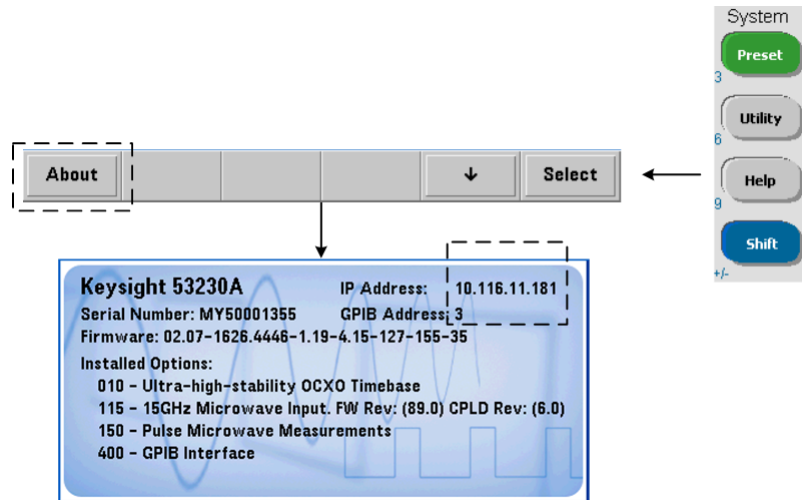 System
Preset
3
Utility
6
Help
9
Shift
+/-
About ↓ Select
Keysight 53230A IP Address: 10.116.11.181
Serial Number: MY50001355 GPIB Address: 3
Firmware: 02.07-1626.4446-1.19-4.15-127-155-35
Installed Options:
010 - Ultra-high-stability OCXO Timebase
115 - 15GHz Microwave Input. FW Rev: (89.0) CPLD Rev: (6.0)
150 - Pulse Microwave Measurements
400 - GPIB Interface